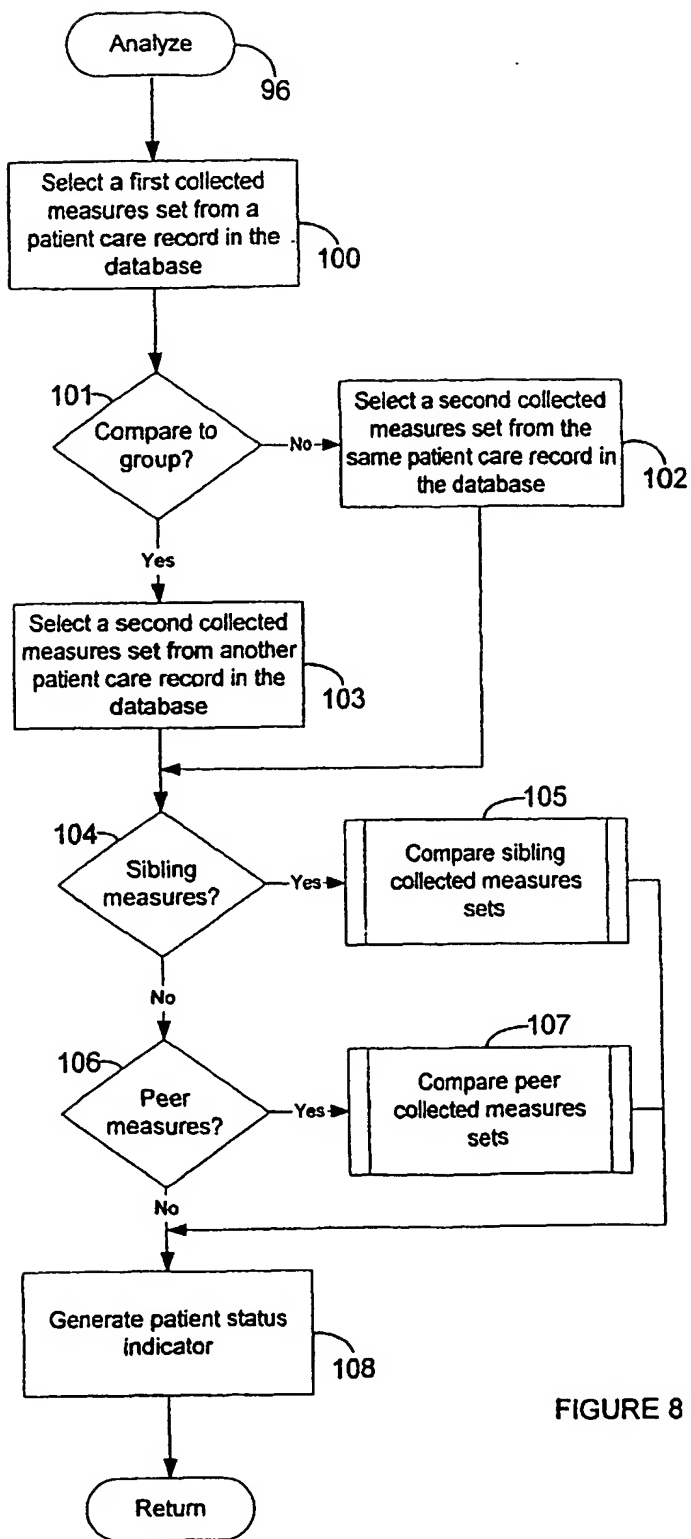 Analyze
96
Select a first collected
measures set from a
patient care record in the
database
100
101
Compare to
group?
No
Select a second collected
measures set from the
same patient care record in
the database
102
Yes
Select a second collected
measures set from another
patient care record in the
database
103
104
Sibling
measures?
Yes
105
Compare sibling
collected measures
sets
No
106
Peer
measures?
Yes
107
Compare peer
collected measures
sets
No
Generate patient status
indicator
108
FIGURE 8
Return